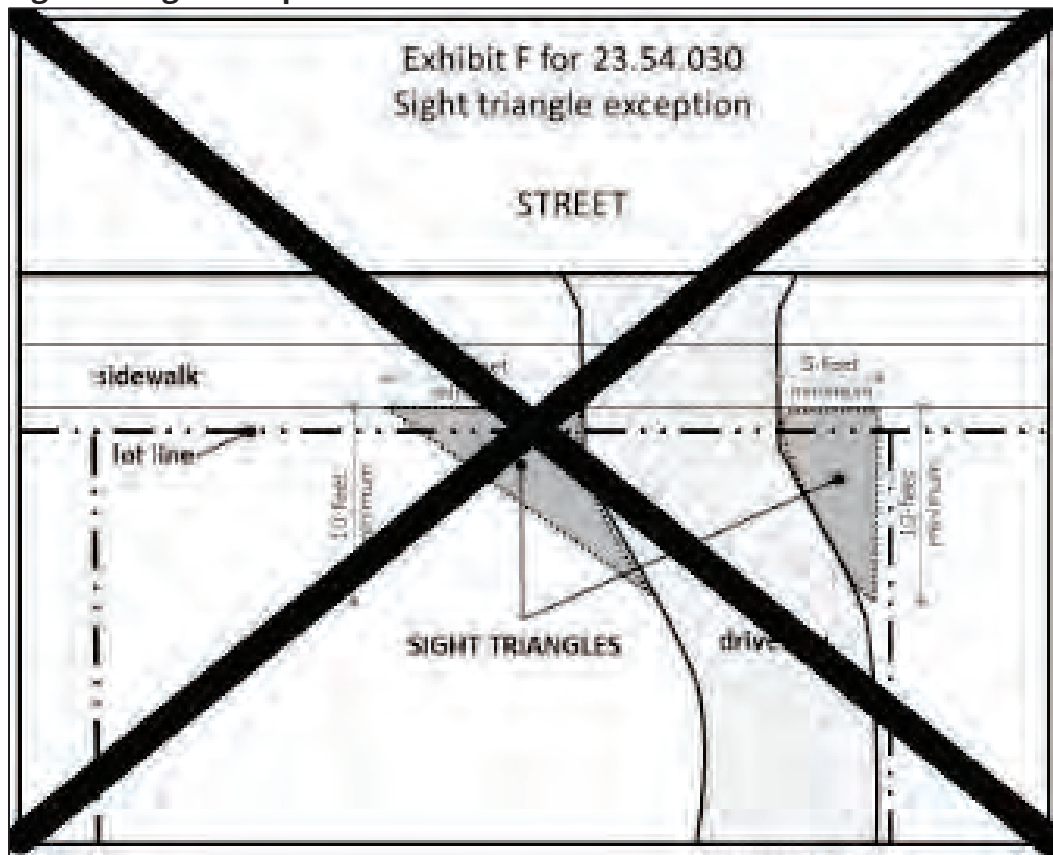 Exhibit F for 23.54.030
Sight triangle exception
STREET
5 feet
minimum
sidewalk
lot line
10 feet
minimum
10 feet
minimum
SIGHT TRIANGLES